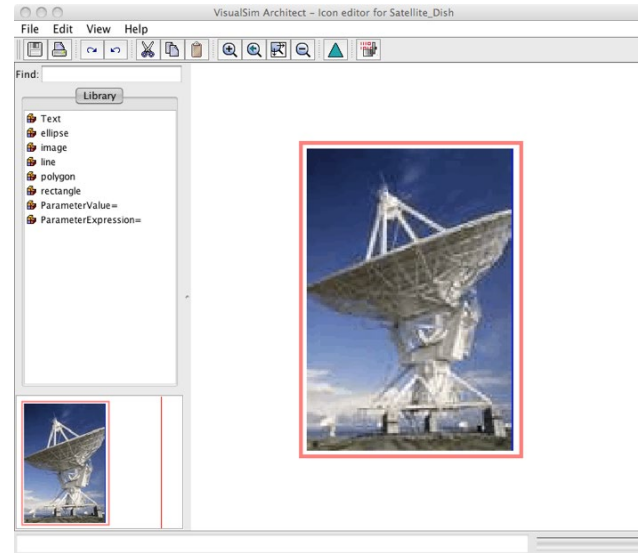 VisualSim Architect – Icon editor for Satellite_Dish
File Edit View Help
Find:
Library
Text
ellipse
image
line
polygon
rectangle
ParameterValue=
ParameterExpression=